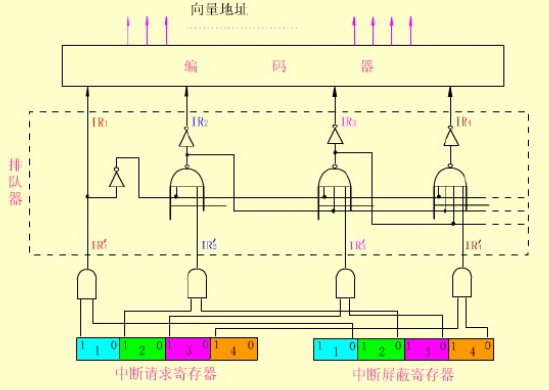 向量地址
编 码 器
IR1 IR2 IR3 IR4
排队器
IR1' IR2' IR3' IR4'
1 1 0 1 2 0 1 3 0 1 4 0 1 1 0 1 2 0 1 3 0 1 4 0
中断请求寄存器 中断屏蔽寄存器